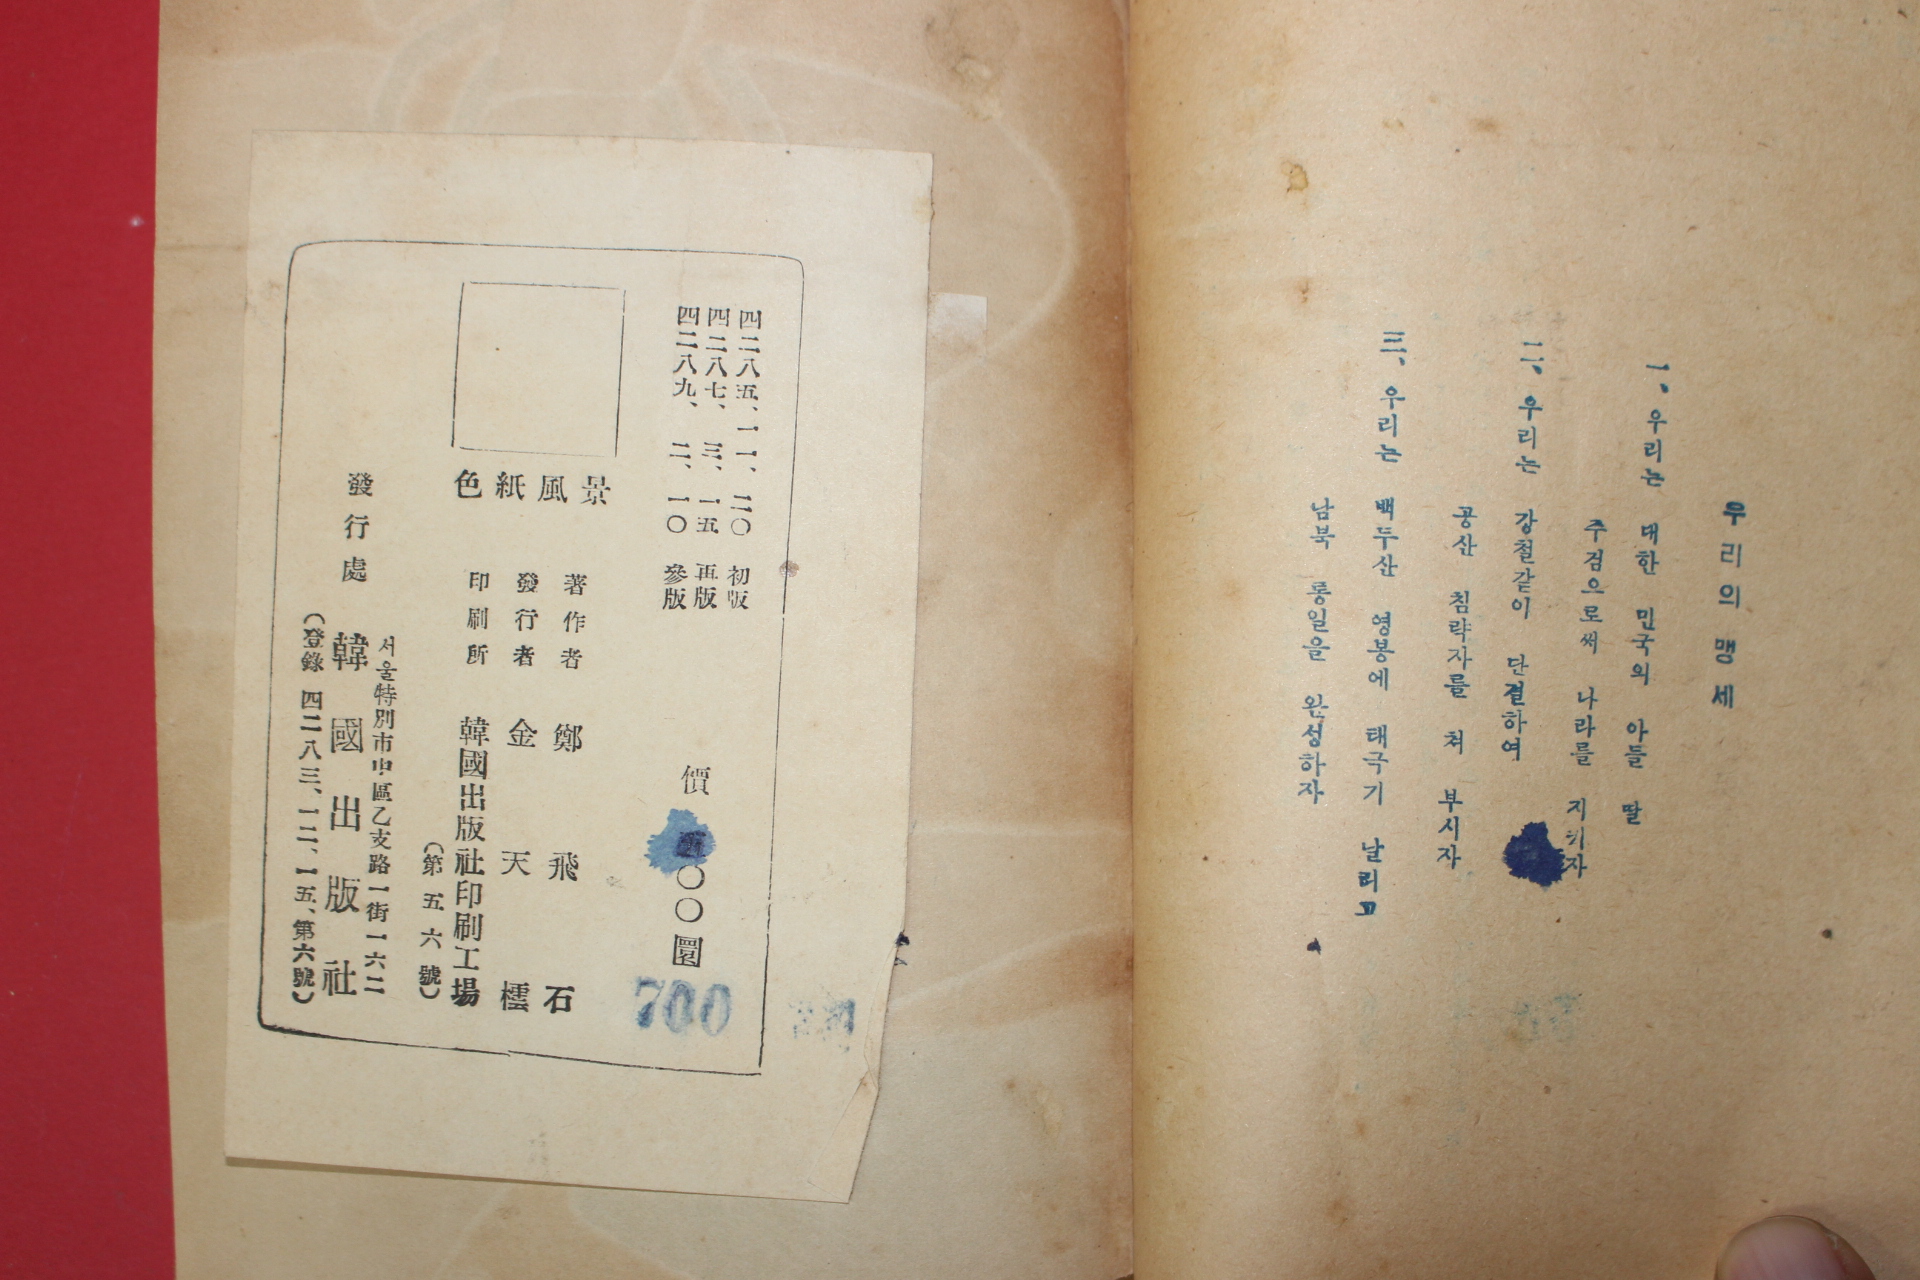 우리의 맹세
一、우리는 대한 민국의 아들 딸
주검으로써 나라를 지키자
二、우리는 강철같이 단결하여
공산 침략자를 쳐 부시자
三、우리는 백두산 영봉에 태극기 날리고
남북 통일을 완성하자
四二八五、一一、二〇 初版
四二八七、三、一五 再版
四二八九、二、一〇 參版
價 〇〇圜
700
色紙風景
著作者 鄭飛石
發行者 金天
印刷所 韓國出版社印刷工場
(第五六號)
서울特別市中區乙支路一街一六二
發行處 韓國出版社
(登錄 四二八三、一二、一五、第六號)